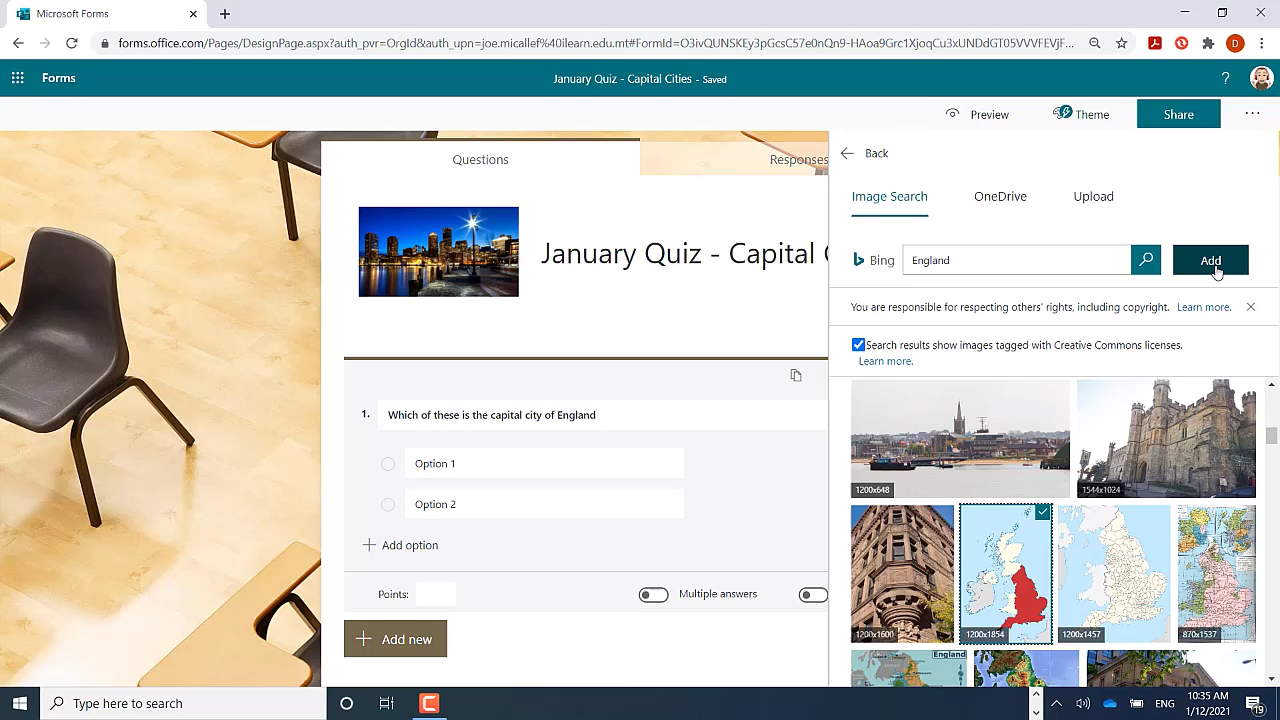 Microsoft Forms
forms.office.com/Pages/DesignPage.aspx?auth_pvr=OrgId&auth_upn=joe.micallef%40ilearn.edu.mt#FormId=O3ivQUNSKEy3pGcsC57e0nQn9-HAoa9Grc1XjoqCu3xUNDdGT05VVVFEVjF...
D
Forms
January Quiz - Capital Cities - Saved
?
Preview
Theme
Share
Questions
Responses
Back
Image Search
OneDrive
Upload
January Quiz - Capital C
Bing
England
Add
You are responsible for respecting others' rights, including copyright. Learn more.
Search results show images tagged with Creative Commons licenses.
Learn more.
1. Which of these is the capital city of England
Option 1
Option 2
Add option
Points:
Multiple answers
Add new
1200x648
1544x1024
1200x1600
1200x1854
1200x1457
870x1537
England
Type here to search
ENG
10:35 AM
1/12/2021
19